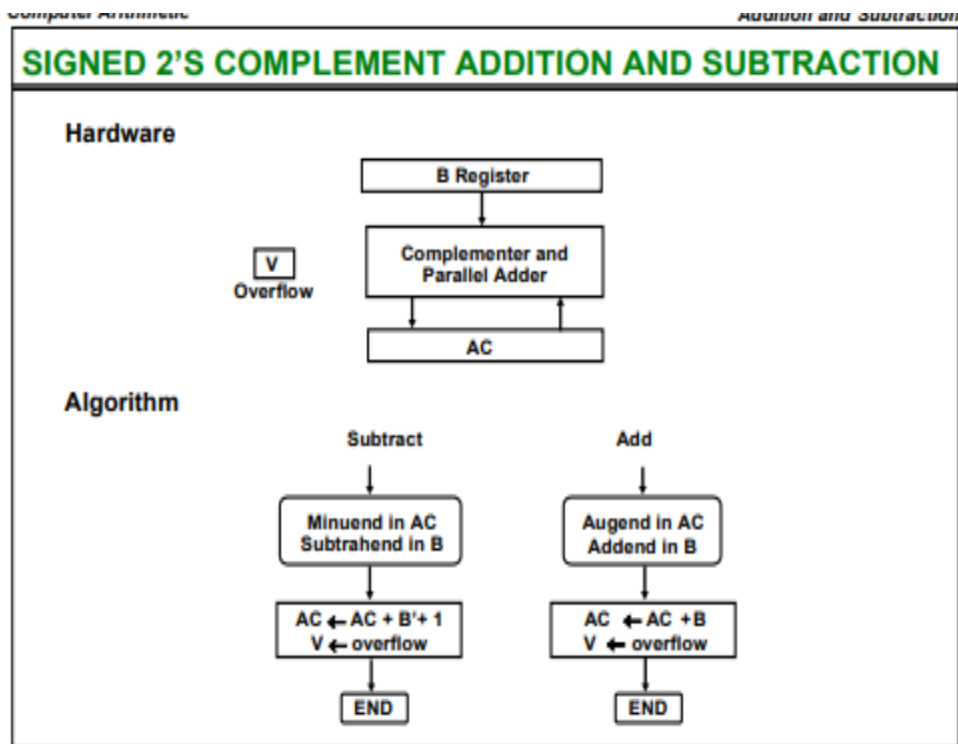 Computer Arithmetic
Addition and Subtraction
SIGNED 2'S COMPLEMENT ADDITION AND SUBTRACTION
Hardware
B Register
Complementer and
Parallel Adder
V
Overflow
AC
Algorithm
Subtract
Add
Minuend in AC
Subtrahend in B
Augend in AC
Addend in B
AC ← AC + B'+ 1
V ← overflow
AC ← AC +B
V ← overflow
END
END